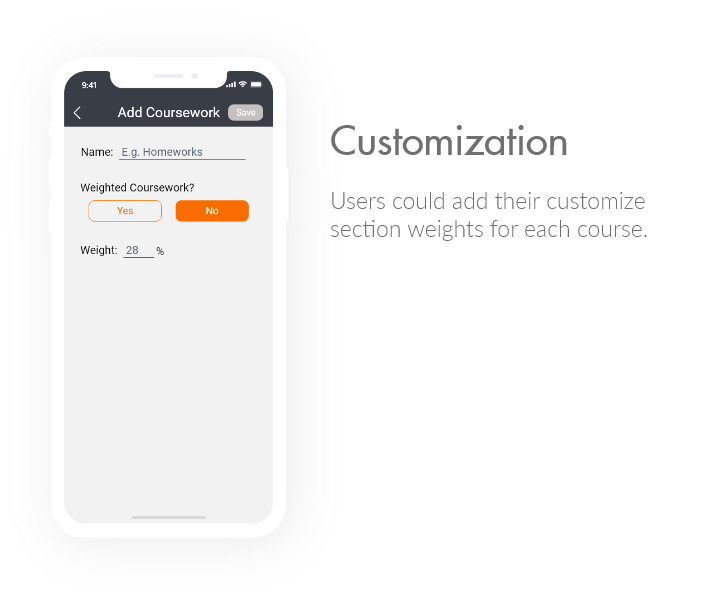 9:41
Add Coursework
Save
Name: E.g. Homeworks
Weighted Coursework?
Yes
No
Weight: 28 %
Customization
Users could add their customize
section weights for each course.